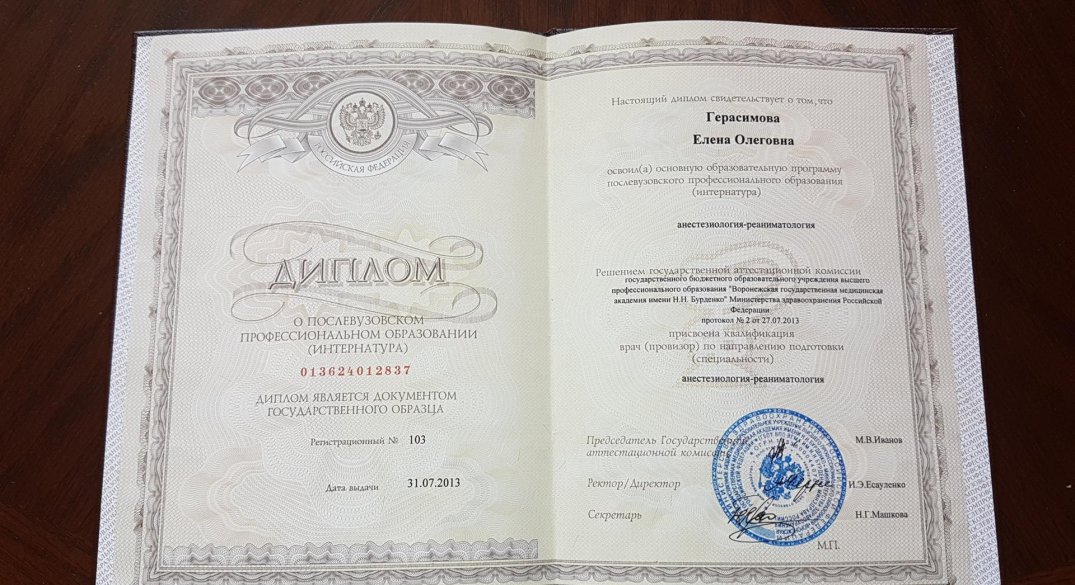 РОССИЙСКАЯ ФЕДЕРАЦИЯ
ДИПЛОМ
О ПОСЛЕВУЗОВСКОМ
ПРОФЕССИОНАЛЬНОМ ОБРАЗОВАНИИ
(ИНТЕРНАТУРА)
013624012837
ДИПЛОМ ЯВЛЯЕТСЯ ДОКУМЕНТОМ
ГОСУДАРСТВЕННОГО ОБРАЗЦА
Регистрационный № 103
Дата выдачи 31.07.2013
Настоящий диплом свидетельствует о том, что
Герасимова
Елена Олеговна
освоил(а) основную образовательную программу
послевузовского профессионального образования
(интернатура)
анестезиология-реаниматология
Решением государственной аттестационной комиссии
государственного бюджетного образовательного учреждения высшего
профессионального образования "Воронежская государственная медицинская
академия имени Н.Н. Бурденко" Министерства здравоохранения Российской
Федерации
протокол № 2 от 27.07.2013
присвоена квалификация
врач (провизор) по направлению подготовки
(специальности)
анестезиология-реаниматология
Председатель Государственной М.В.Иванов
аттестационной комиссии
Ректор/Директор И.Э.Есауленко
Секретарь Н.Г.Машкова
М.П.